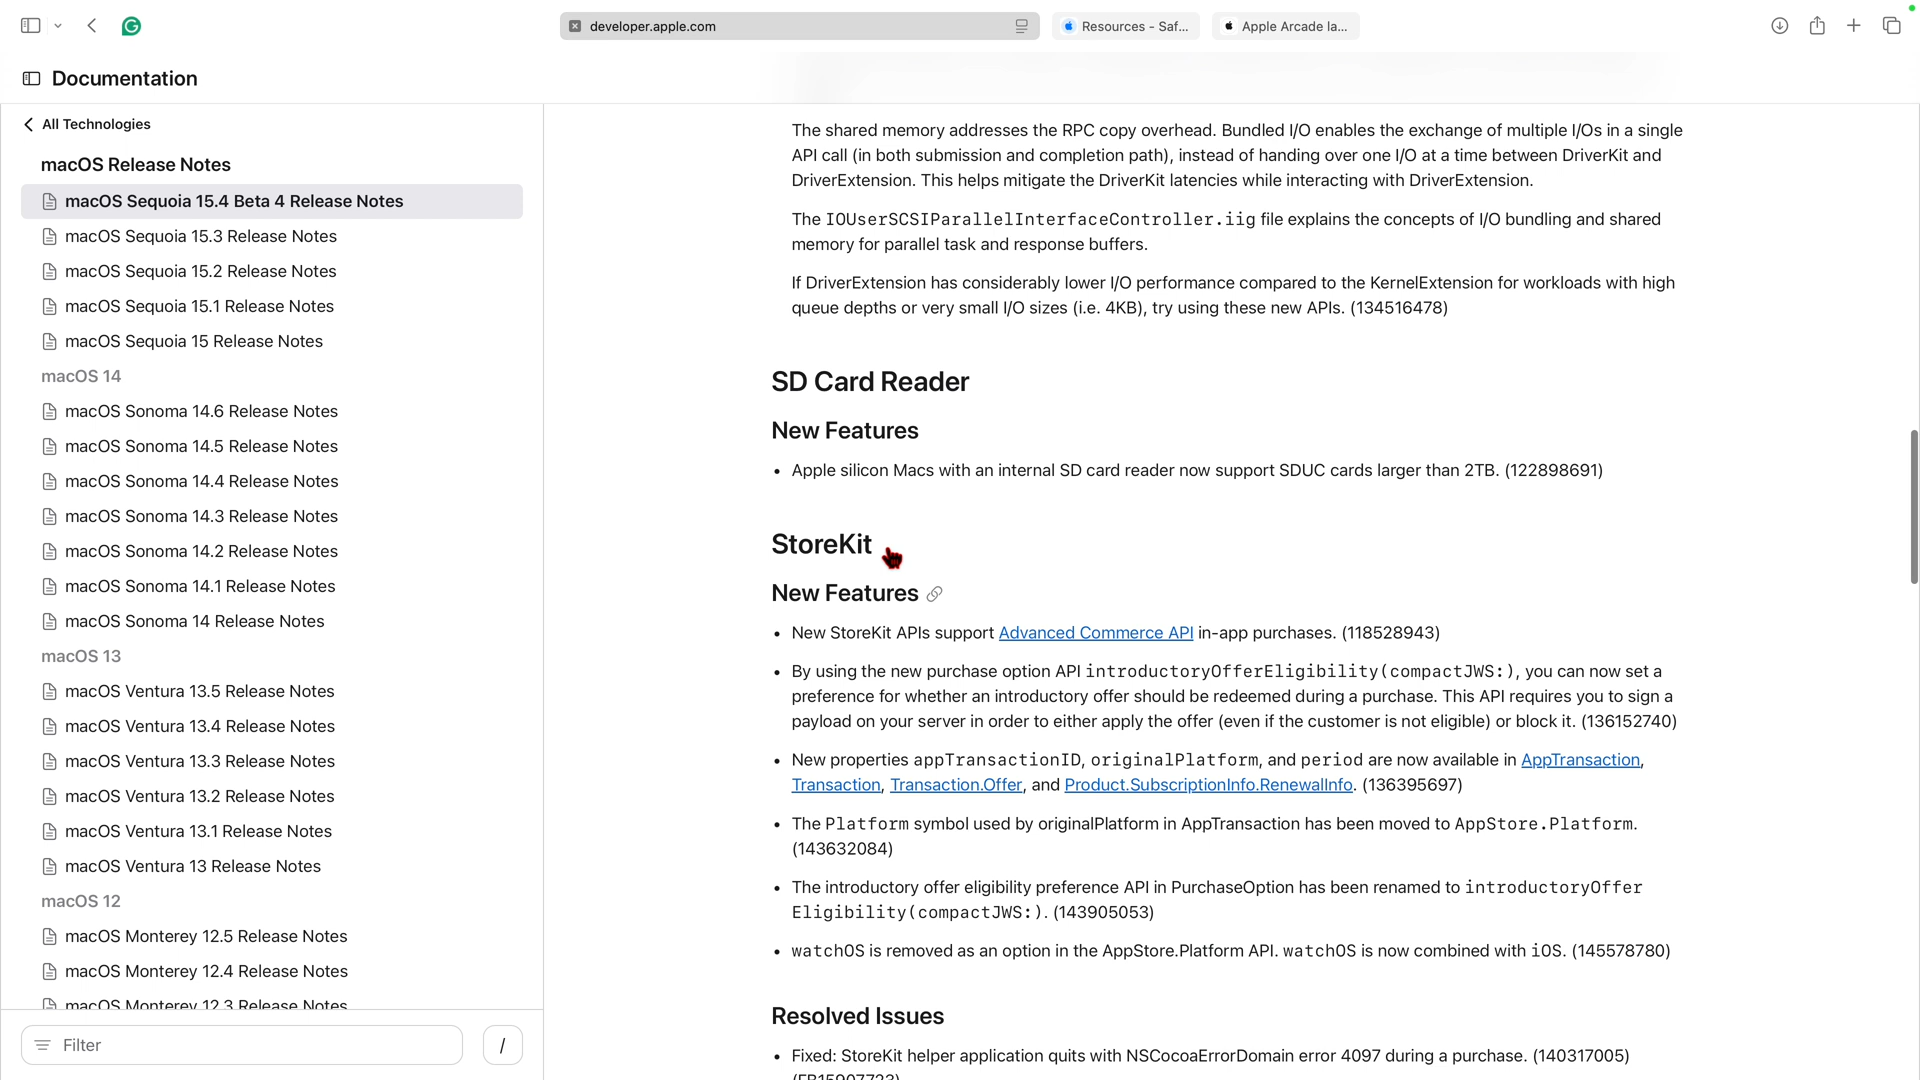 developer.apple.com
Resources - Saf...
Apple Arcade la...
Documentation
All Technologies
macOS Release Notes
macOS Sequoia 15.4 Beta 4 Release Notes
macOS Sequoia 15.3 Release Notes
macOS Sequoia 15.2 Release Notes
macOS Sequoia 15.1 Release Notes
macOS Sequoia 15 Release Notes
macOS 14
macOS Sonoma 14.6 Release Notes
macOS Sonoma 14.5 Release Notes
macOS Sonoma 14.4 Release Notes
macOS Sonoma 14.3 Release Notes
macOS Sonoma 14.2 Release Notes
macOS Sonoma 14.1 Release Notes
macOS Sonoma 14 Release Notes
macOS 13
macOS Ventura 13.5 Release Notes
macOS Ventura 13.4 Release Notes
macOS Ventura 13.3 Release Notes
macOS Ventura 13.2 Release Notes
macOS Ventura 13.1 Release Notes
macOS Ventura 13 Release Notes
macOS 12
macOS Monterey 12.5 Release Notes
macOS Monterey 12.4 Release Notes
macOS Monterey 12.3 Release Notes
Filter
/
The shared memory addresses the RPC copy overhead. Bundled I/O enables the exchange of multiple I/Os in a single
API call (in both submission and completion path), instead of handing over one I/O at a time between DriverKit and
DriverExtension. This helps mitigate the DriverKit latencies while interacting with DriverExtension.
The IOUserSCSIParallelInterfaceController.iig file explains the concepts of I/O bundling and shared
memory for parallel task and response buffers.
If DriverExtension has considerably lower I/O performance compared to the KernelExtension for workloads with high
queue depths or very small I/O sizes (i.e. 4KB), try using these new APIs. (134516478)
SD Card Reader
New Features
• Apple silicon Macs with an internal SD card reader now support SDUC cards larger than 2TB. (122898691)
StoreKit
New Features
• New StoreKit APIs support Advanced Commerce API in-app purchases. (118528943)
• By using the new purchase option API introductoryOfferEligibility(compactJWS:), you can now set a
preference for whether an introductory offer should be redeemed during a purchase. This API requires you to sign a
payload on your server in order to either apply the offer (even if the customer is not eligible) or block it. (136152740)
• New properties appTransactionID, originalPlatform, and period are now available in AppTransaction,
Transaction, Transaction.Offer, and Product.SubscriptionInfo.RenewalInfo. (136395697)
• The Platform symbol used by originalPlatform in AppTransaction has been moved to AppStore.Platform.
(143632084)
• The introductory offer eligibility preference API in PurchaseOption has been renamed to introductoryOffer
Eligibility(compactJWS:). (143905053)
• watchOS is removed as an option in the AppStore.Platform API. watchOS is now combined with iOS. (145578780)
Resolved Issues
• Fixed: StoreKit helper application quits with NSCocoaErrorDomain error 4097 during a purchase. (140317005)
(FB15907723)